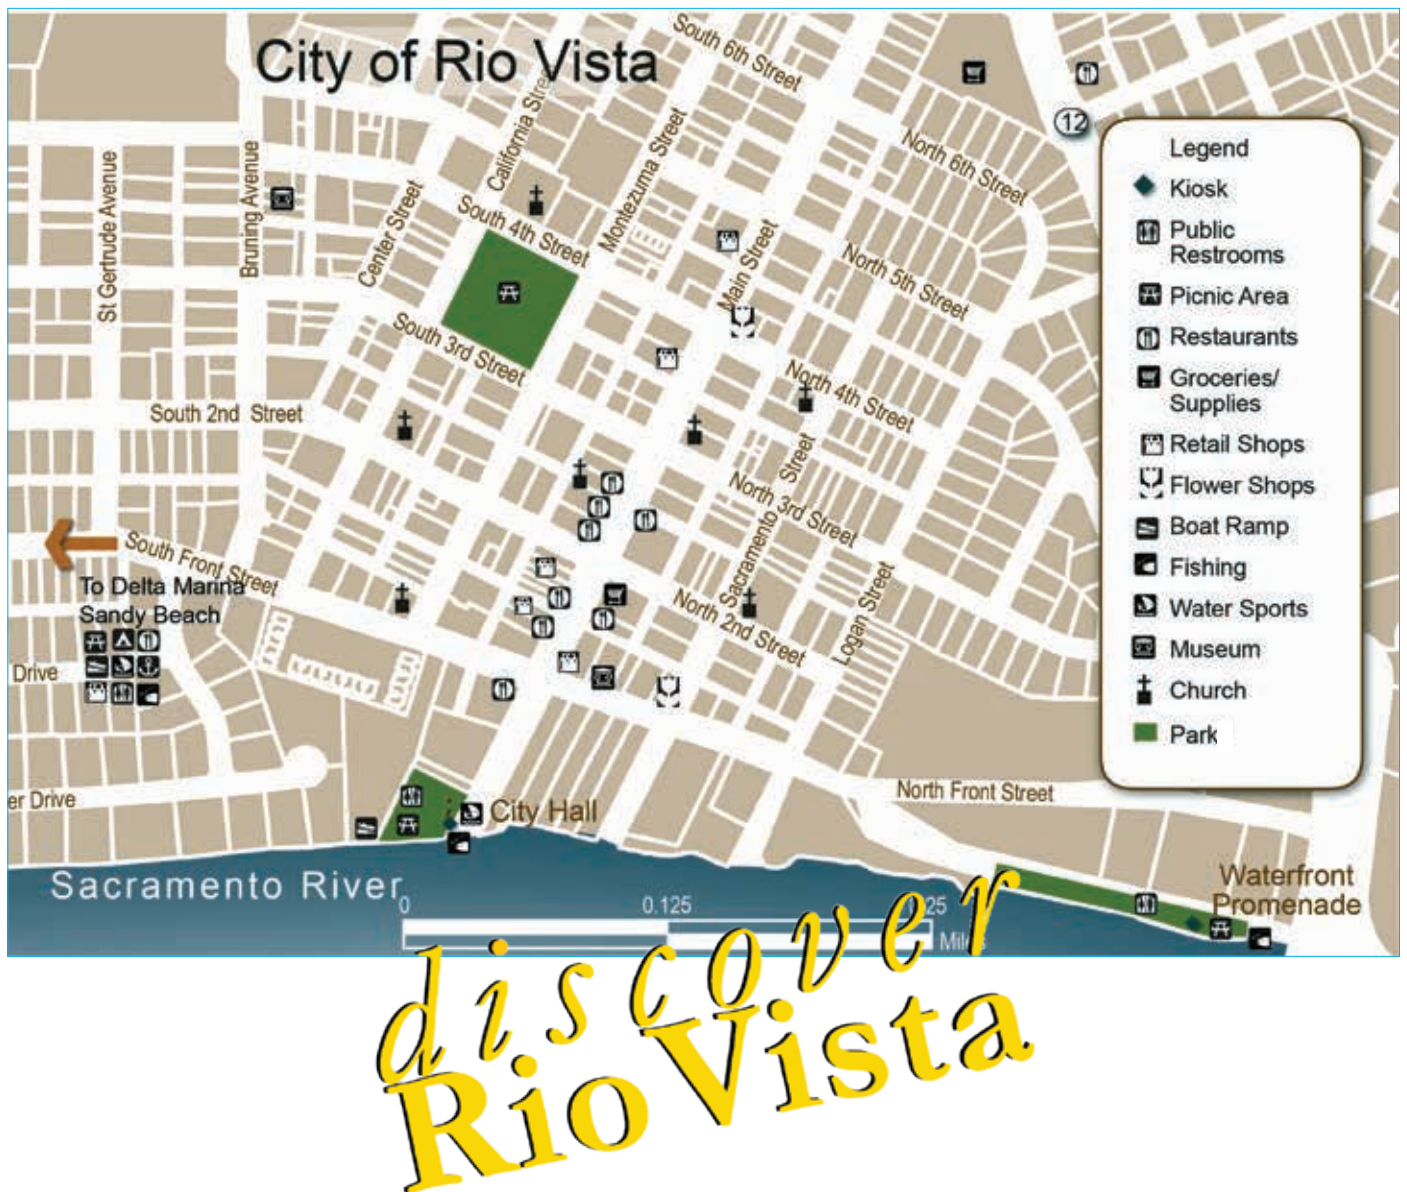 City of Rio Vista
South 6th Street
California Street
Montezuma Street
12
North 6th Street
St Gertrude Avenue
Bruning Avenue
Center Street
South 4th Street
Main Street
North 5th Street
South 3rd Street
North 4th Street
South 2nd Street
Sacramento Street
North 3rd Street
South Front Street
To Delta Marina
Sandy Beach
North 2nd Street
Logan Street
Drive
er Drive
North Front Street
City Hall
Waterfront
Promenade
Sacramento River
0
0.125
25
Miles
Legend
Kiosk
Public
Restrooms
Picnic Area
Restaurants
Groceries/
Supplies
Retail Shops
Flower Shops
Boat Ramp
Fishing
Water Sports
Museum
Church
Park
discover
Rio Vista